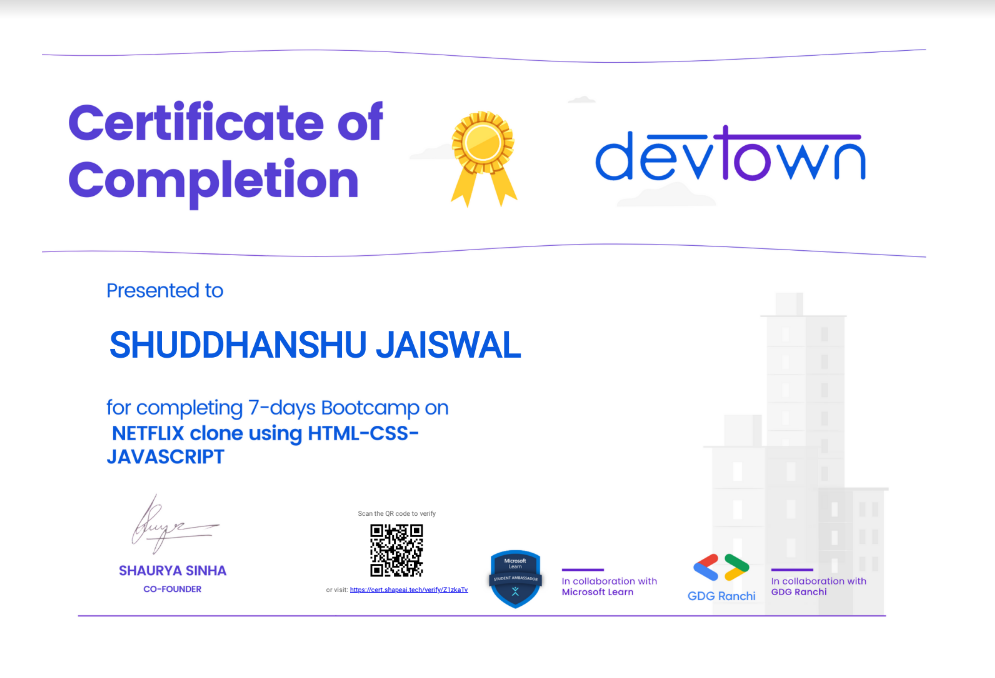 Certificate of
Completion
devtown
Presented to
SHUDDHANSHU JAISWAL
for completing 7-days Bootcamp on
NETFLIX clone using HTML-CSS-
JAVASCRIPT
Scan the QR code to verify
SHAURYA SINHA
CO-FOUNDER
or visit: https://cert.shapeai.tech/verify/Z1zkaTv
Microsoft
Learn
STUDENT AMBASSADOR
In collaboration with
Microsoft Learn
GDG Ranchi
In collaboration with
GDG Ranchi